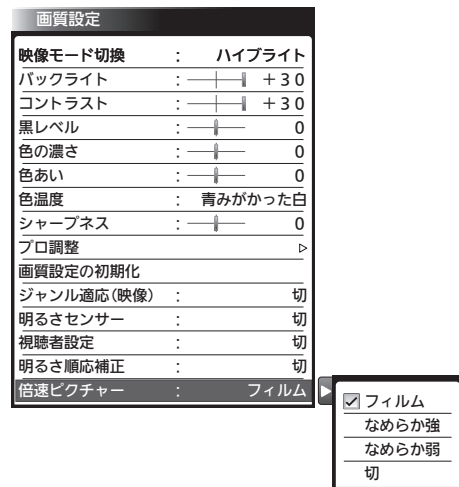 画質設定
映像モード切換 : ハイブライト
バックライト : +30
コントラスト : +30
黒レベル : 0
色の濃さ : 0
色あい : 0
色温度 : 青みがかった白
シャープネス : 0
プロ調整
画質設定の初期化
ジャンル適応(映像) : 切
明るさセンサー : 切
視聴者設定 : 切
明るさ順応補正 : 切
倍速ピクチャー : フィルム
フィルム
なめらか強
なめらか弱
切